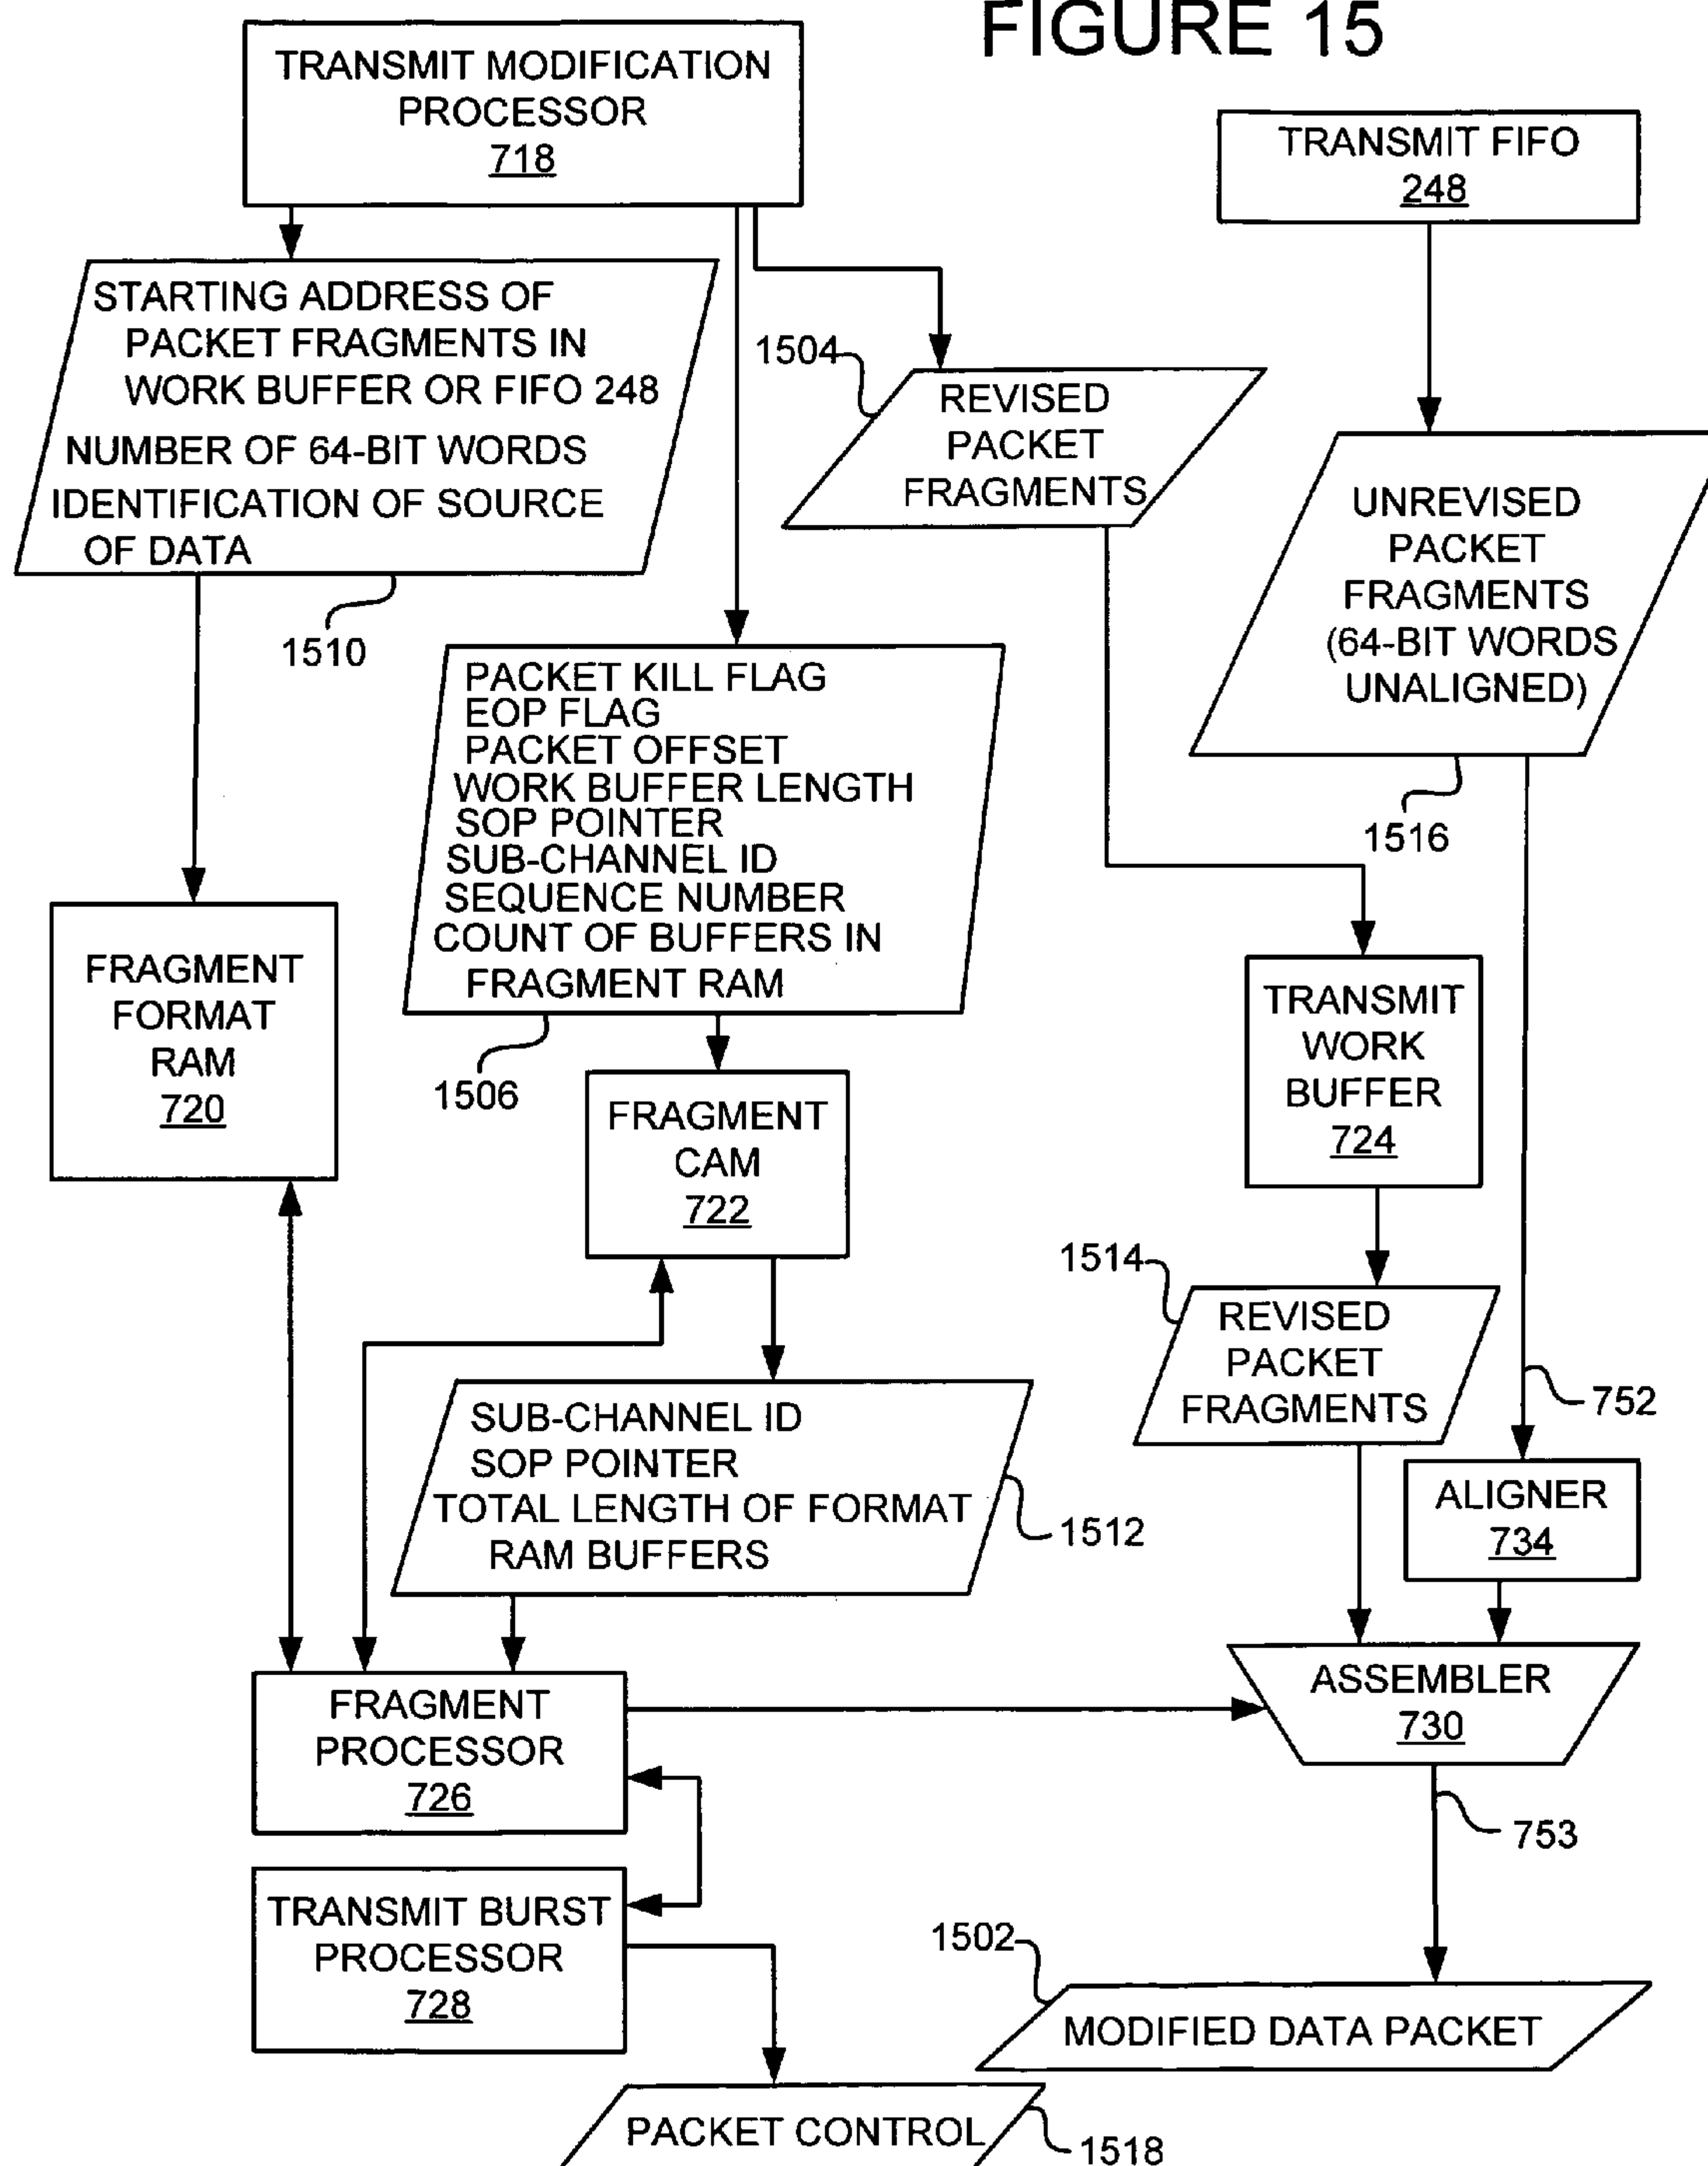 FIGURE 15
TRANSMIT MODIFICATION
PROCESSOR
718
TRANSMIT FIFO
248
STARTING ADDRESS OF
PACKET FRAGMENTS IN
WORK BUFFER OR FIFO 248
NUMBER OF 64-BIT WORDS
IDENTIFICATION OF SOURCE
OF DATA
1510
1504
REVISED
PACKET
FRAGMENTS
UNREVISED
PACKET
FRAGMENTS
(64-BIT WORDS
UNALIGNED)
1516
PACKET KILL FLAG
EOP FLAG
PACKET OFFSET
WORK BUFFER LENGTH
SOP POINTER
SUB-CHANNEL ID
SEQUENCE NUMBER
COUNT OF BUFFERS IN
FRAGMENT RAM
1506
FRAGMENT
FORMAT
RAM
720
FRAGMENT
CAM
722
TRANSMIT
WORK
BUFFER
724
1514
REVISED
PACKET
FRAGMENTS
752
SUB-CHANNEL ID
SOP POINTER
TOTAL LENGTH OF FORMAT
RAM BUFFERS
1512
ALIGNER
734
FRAGMENT
PROCESSOR
726
ASSEMBLER
730
753
TRANSMIT BURST
PROCESSOR
728
1502
MODIFIED DATA PACKET
PACKET CONTROL
1518